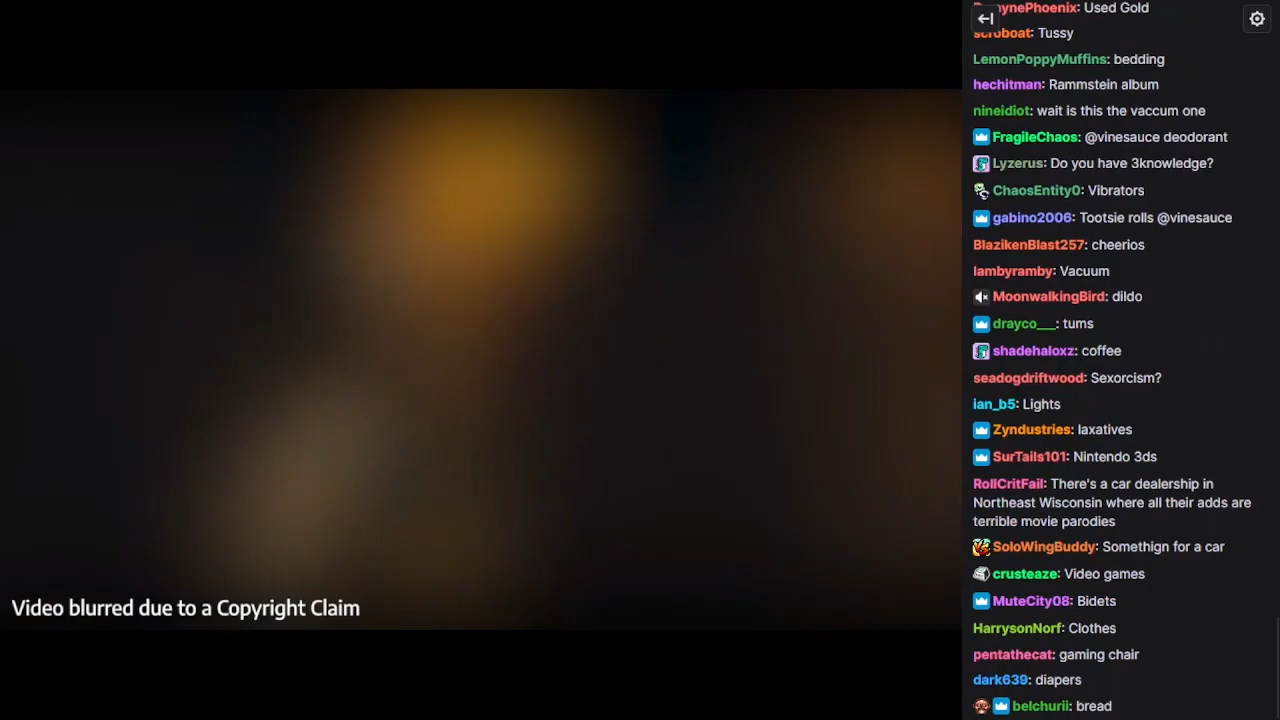 Video blurred due to a Copyright Claim
ynePhoenix: Used Gold
scroboat: Tussy
LemonPoppyMuffins: bedding
hechitman: Rammstein album
nineidiot: wait is this the vaccum one
FragileChaos: @vinesauce deodorant
Lyzerus: Do you have 3knowledge?
ChaosEntity0: Vibrators
gabino2006: Tootsie rolls @vinesauce
BlazikenBlast257: cheerios
lambyramby: Vacuum
MoonwalkingBird: dildo
drayco___: tums
shadehaloxz: coffee
seadogdriftwood: Sexorcism?
ian_b5: Lights
Zyndustries: laxatives
SurTails101: Nintendo 3ds
RollCritFail: There's a car dealership in
Northeast Wisconsin where all their adds are
terrible movie parodies
SoloWingBuddy: Somethign for a car
crusteaze: Video games
MuteCity08: Bidets
HarrysonNorf: Clothes
pentathecat: gaming chair
dark639: diapers
belchurii: bread